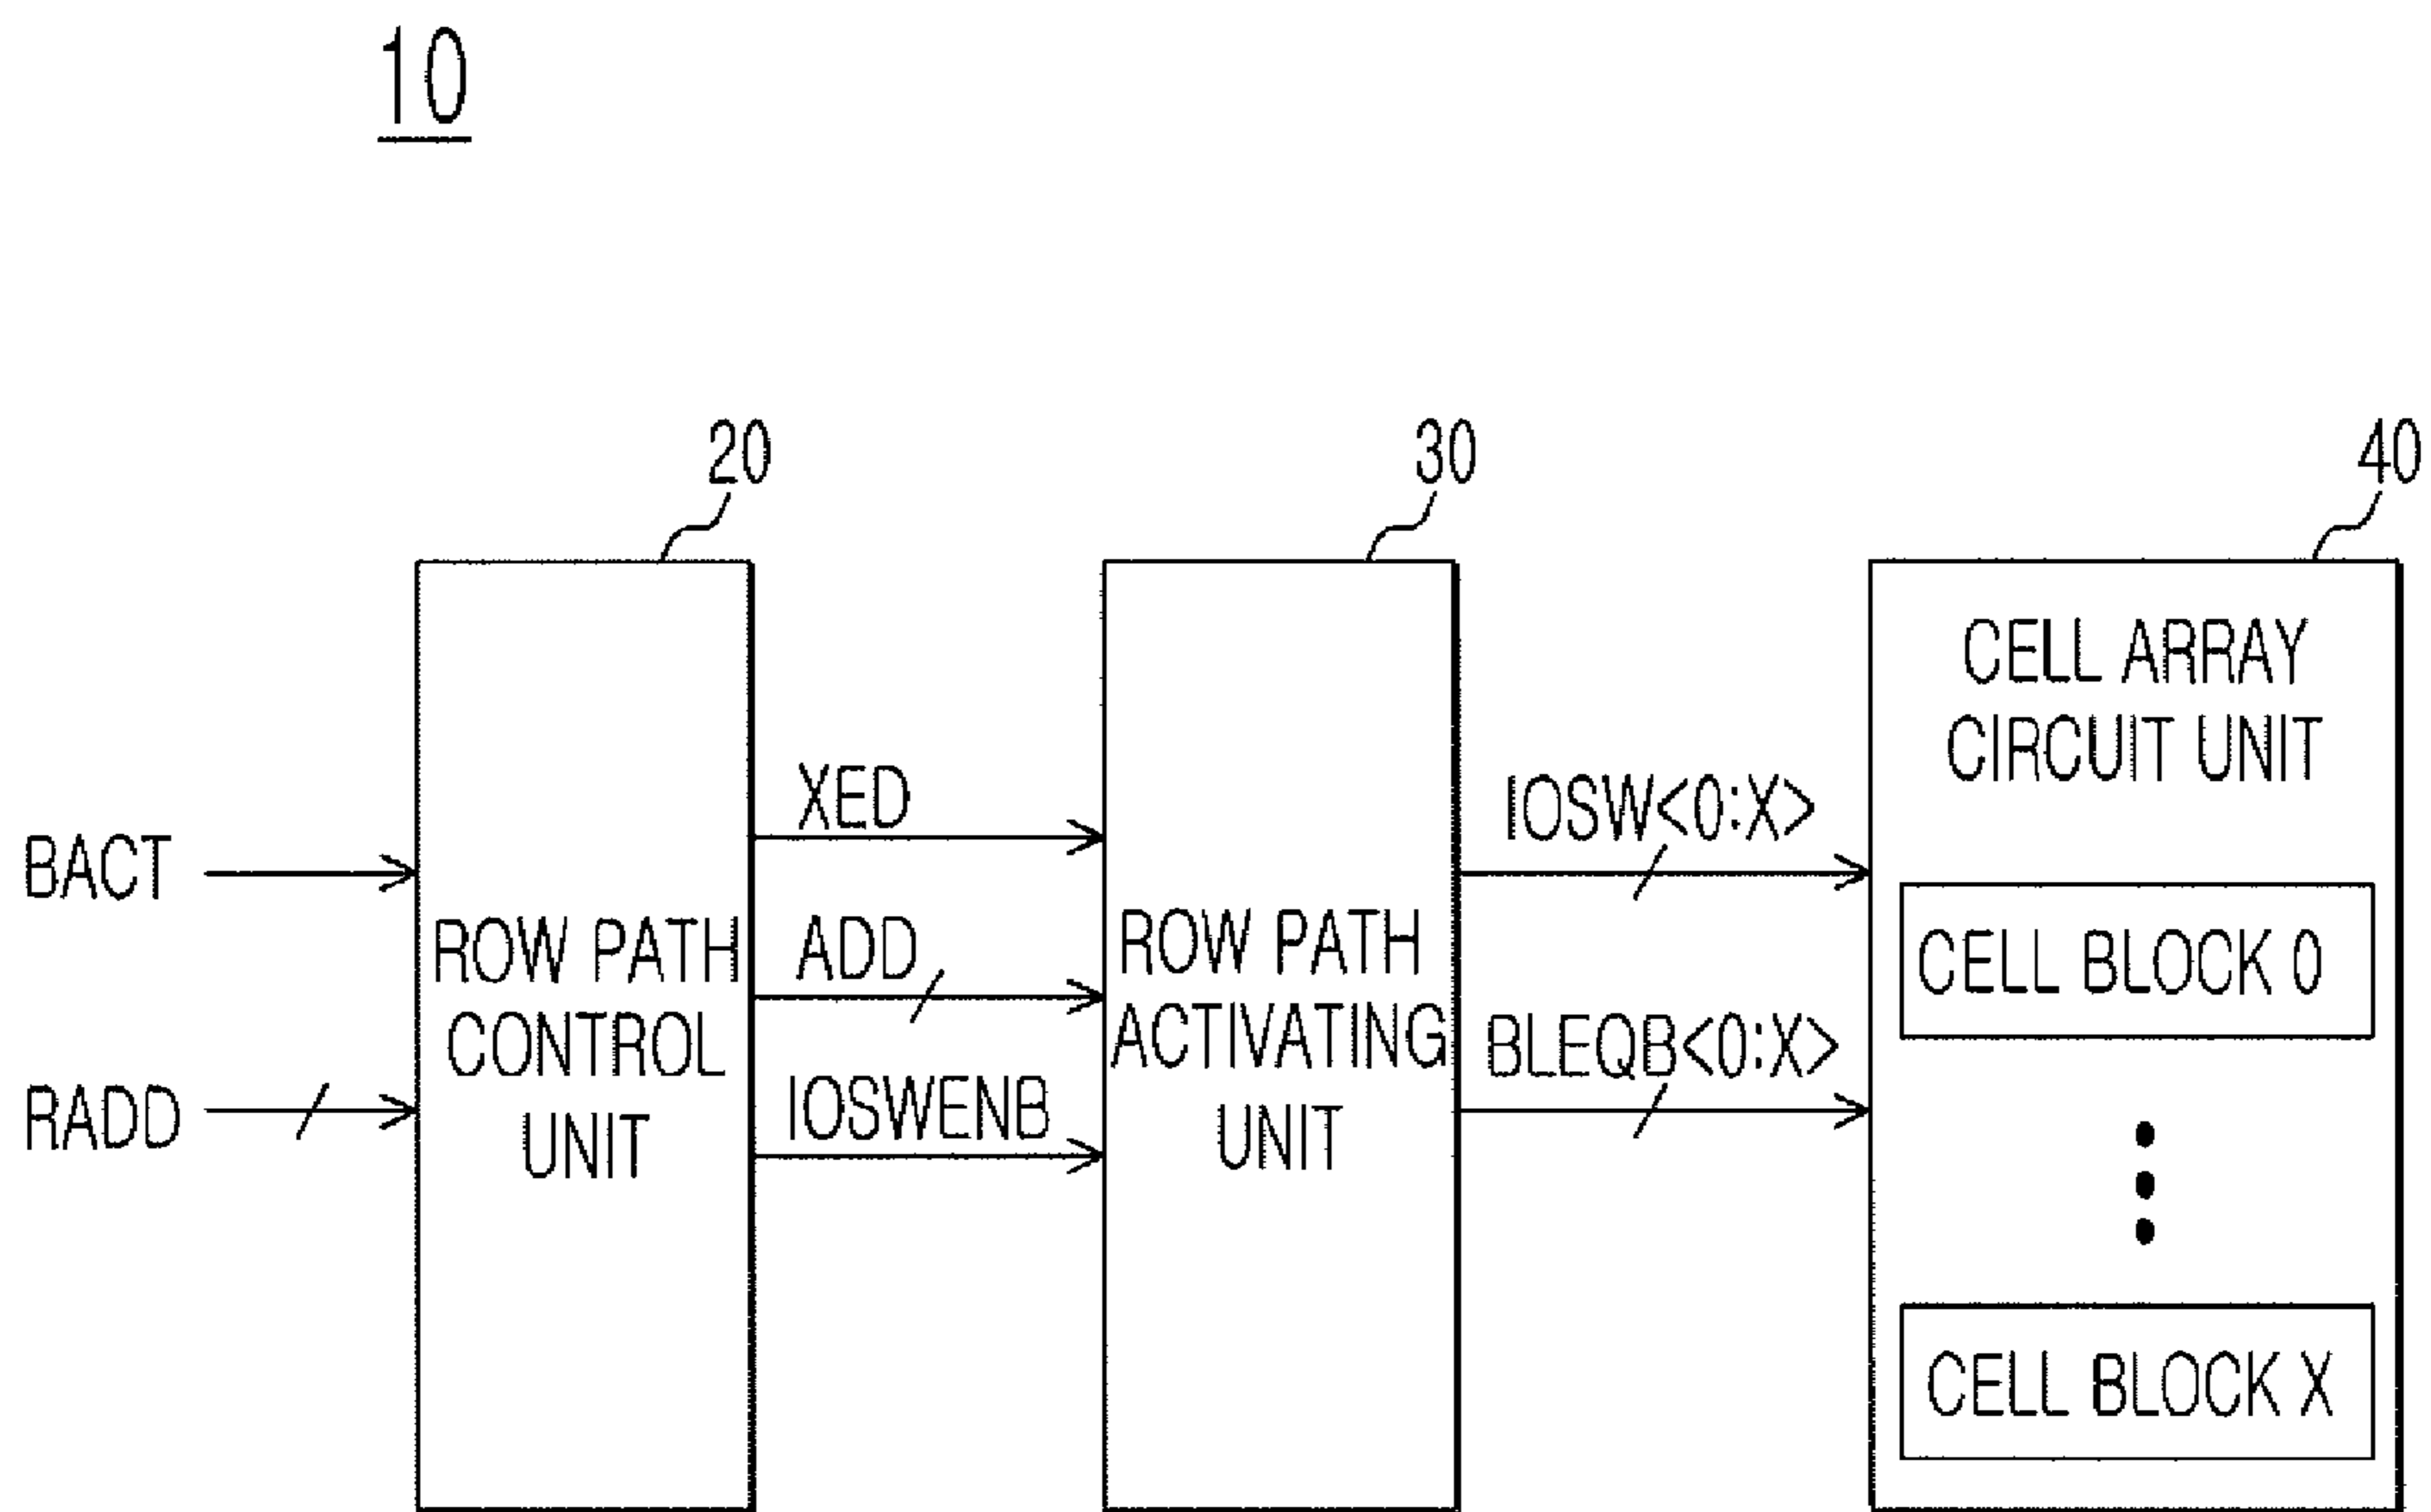 10
20
30
40
BACT
RADD
ROW PATH
CONTROL
UNIT
XED
ADD
IOSWENB
ROW PATH
ACTIVATING
UNIT
IOSW<0:X>
BLEQB<0:X>
CELL ARRAY
CIRCUIT UNIT
CELL BLOCK 0
CELL BLOCK X